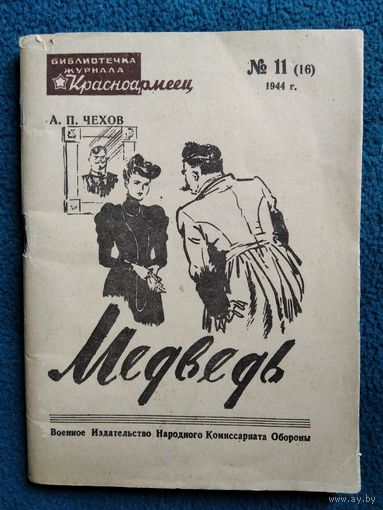 БИБЛИОТЕЧКА
ЖУРНАЛА
Красноармеец
№ 11 (16)
1944 г.
А. П. ЧЕХОВ
Медведь
Военное Издательство Народного Комиссариата Обороны
www.ay.by